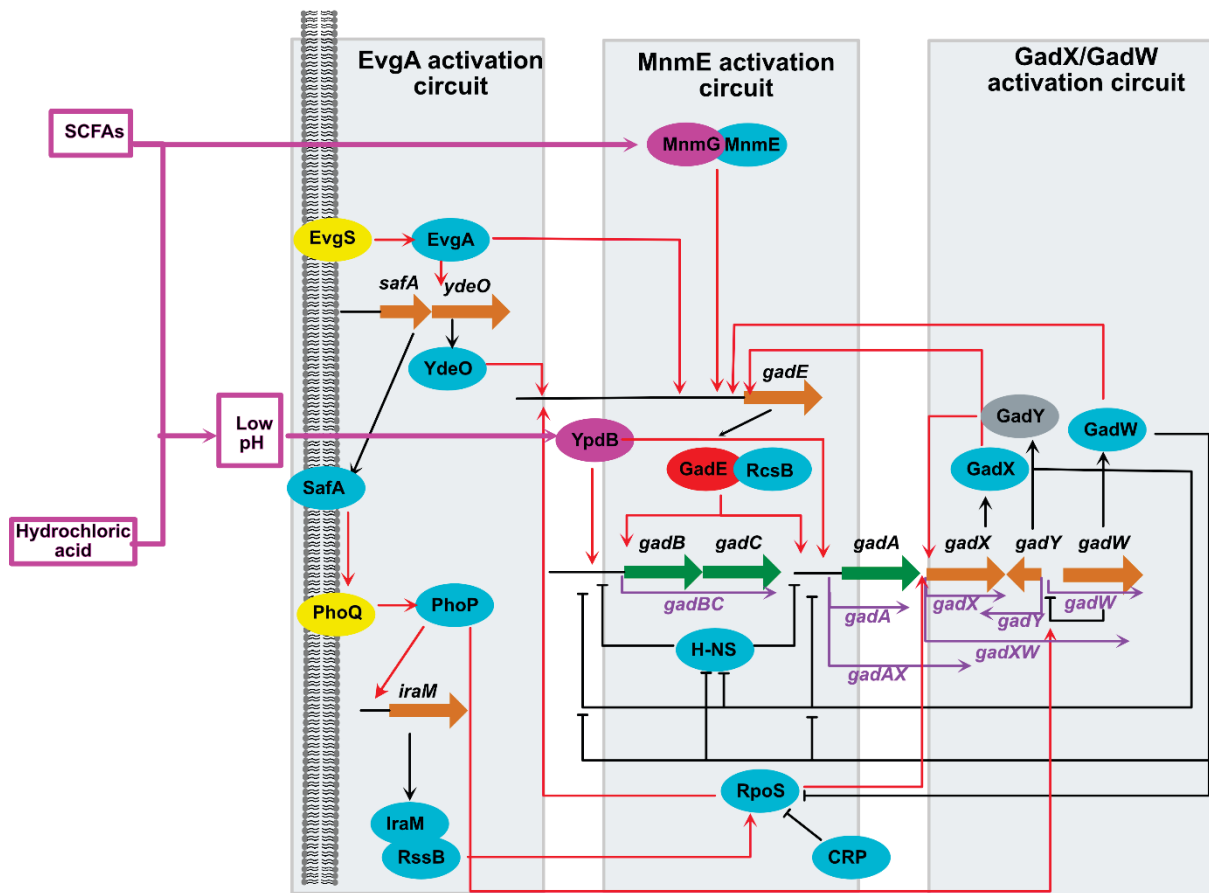 EvgA activation
circuit
MnmE activation
circuit
GadX/GadW
activation circuit
SCFAs
MnmG
MnmE
EvgS
EvgA
safA
ydeO
YdeO
gadE
Low
pH
YpdB
GadY
GadW
GadE
RcsB
GadX
SafA
Hydrochloric
acid
gadB
gadC
gadA
gadX
gadY
gadW
PhoQ
PhoP
gadBC
gadA
gadX
gadY
gadW
gadXW
H-NS
gadAX
iraM
RpoS
IraM
RssB
CRP